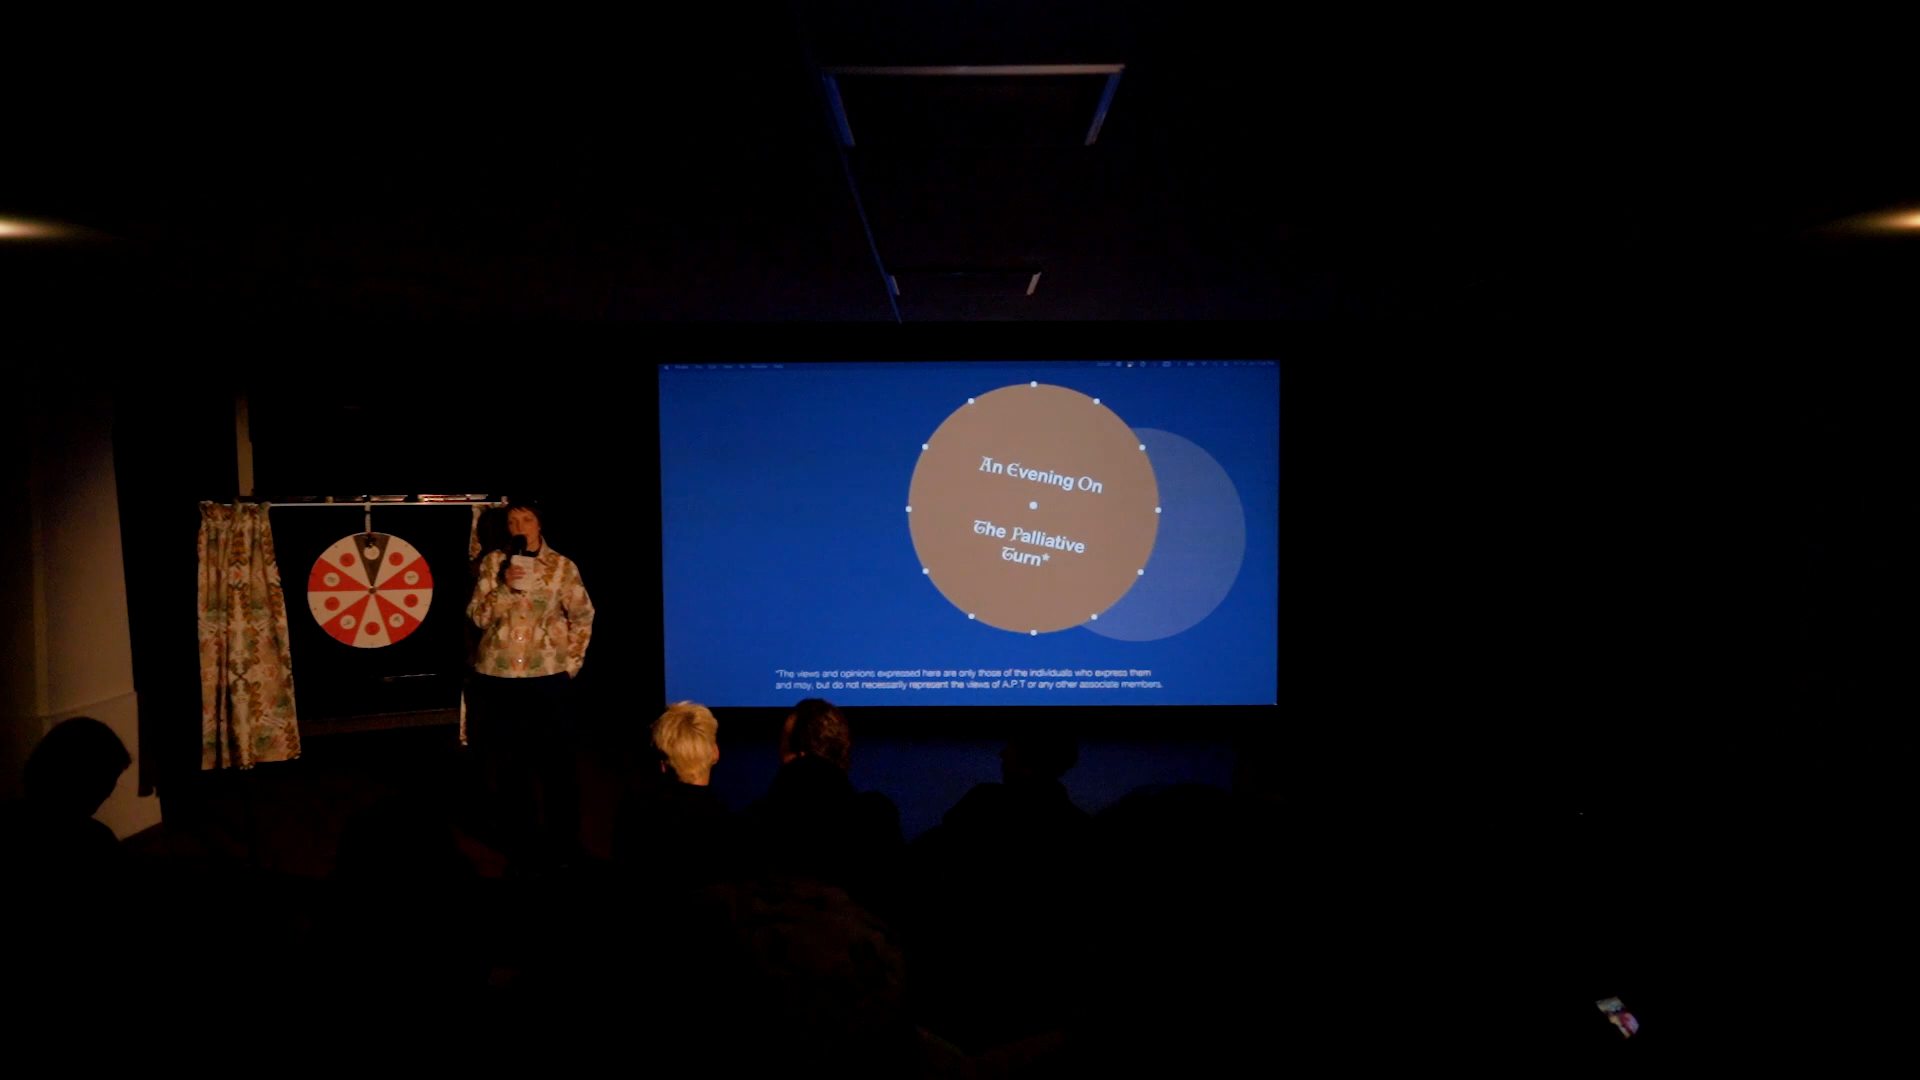 An Evening On
The Palliative
Turn*
*The views and opinions expressed here are only those of the individuals who express them
and may, but do not necessarily represent the views of A.P.T or any other associate members.